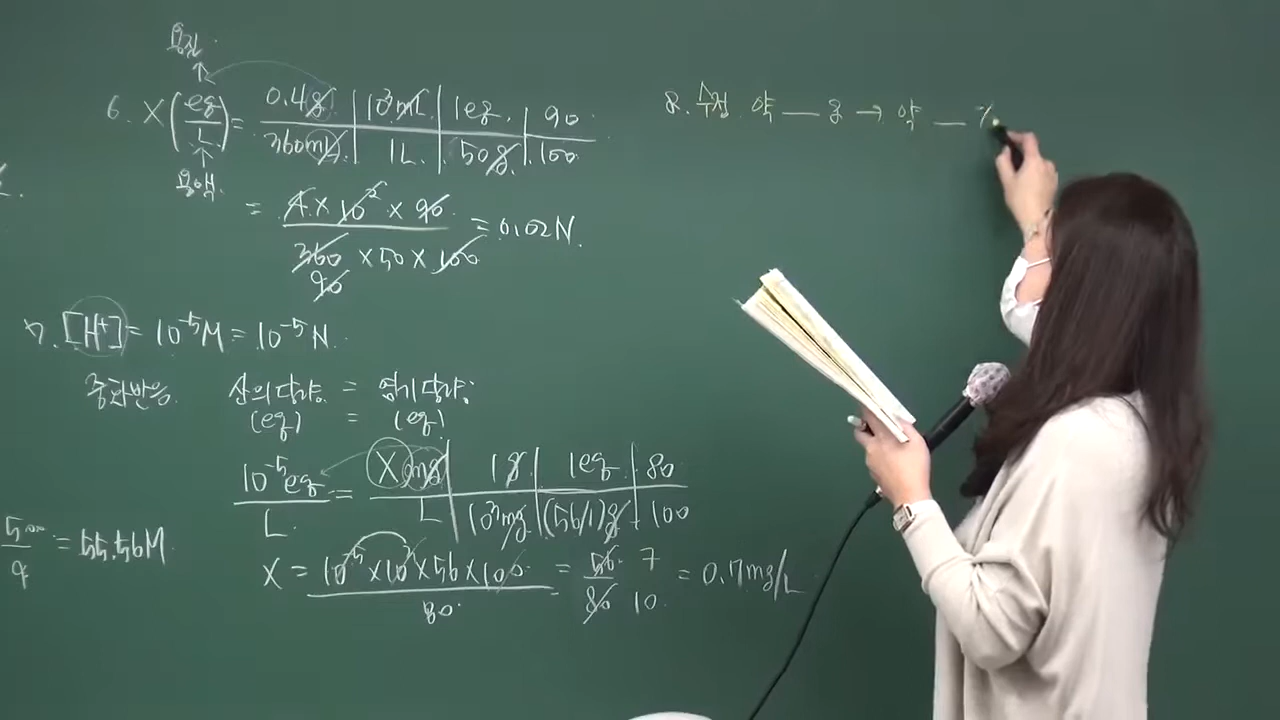 용질
↑
6. X(eq/L) = 0.4g | 10³mL | 1eq | 90
360mL | 1L | 50g | 100
↑
용액
= 4 × 10² × 90 / 360 × 50 × 100 = 0.02N
90
7. [H⁺] = 10⁻⁵M = 10⁻⁵N
중화반응 산의 당량 = 염기 당량
(eq) = (eq)
10⁻⁵eq / L = X mg | 1g | 1eq | 80
L | 10³mg | (56/1)g | 100
X = 10⁻⁵ × 10³ × 56 × 100 / 80 = 56 / 80 7 / 10 = 0.7mg/L
= 55.56M
8. 수정 약 __ → 약 __ %